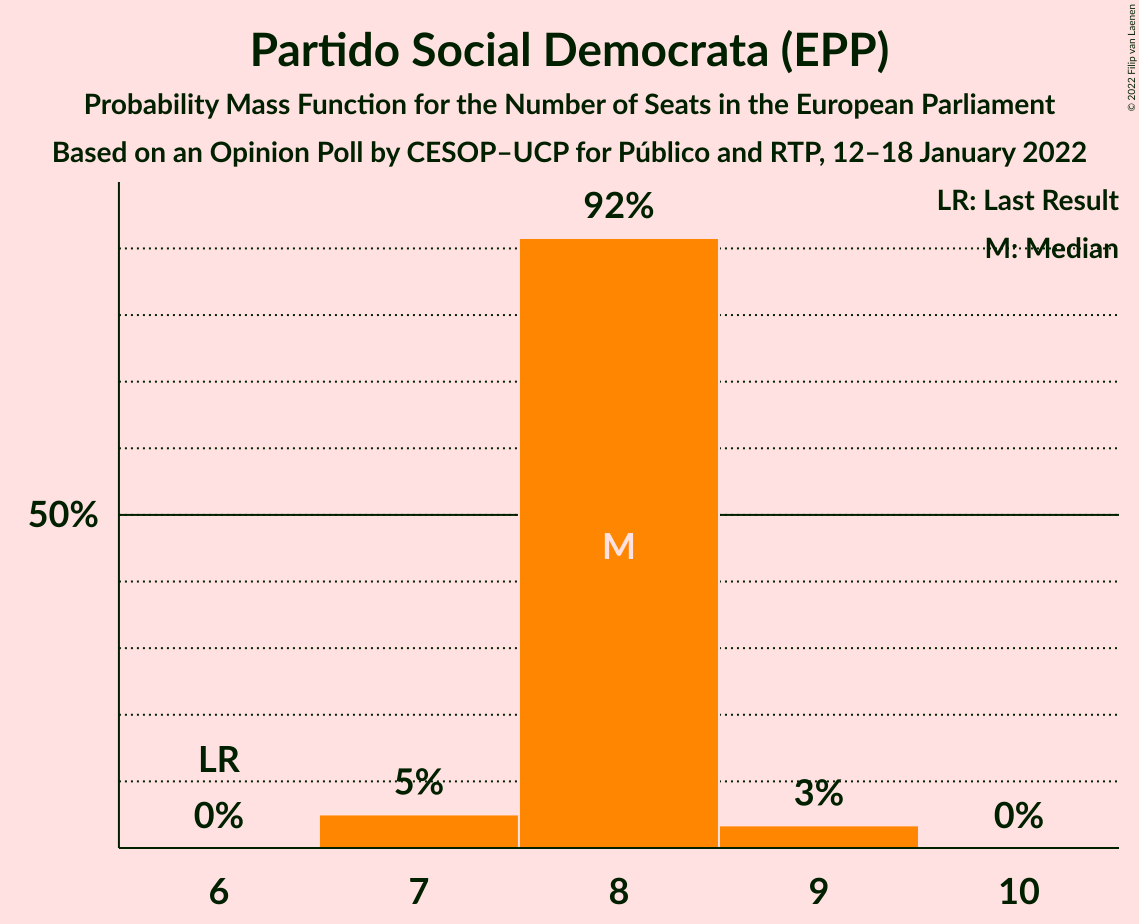 Partido Social Democrata (EPP)
Probability Mass Function for the Number of Seats in the European Parliament
Based on an Opinion Poll by CESOP–UCP for Público and RTP, 12–18 January 2022
© 2022 Filip van Laenen
LR: Last Result
M: Median
92%
50%
M
LR
0%
5%
3%
0%
6
7
8
9
10